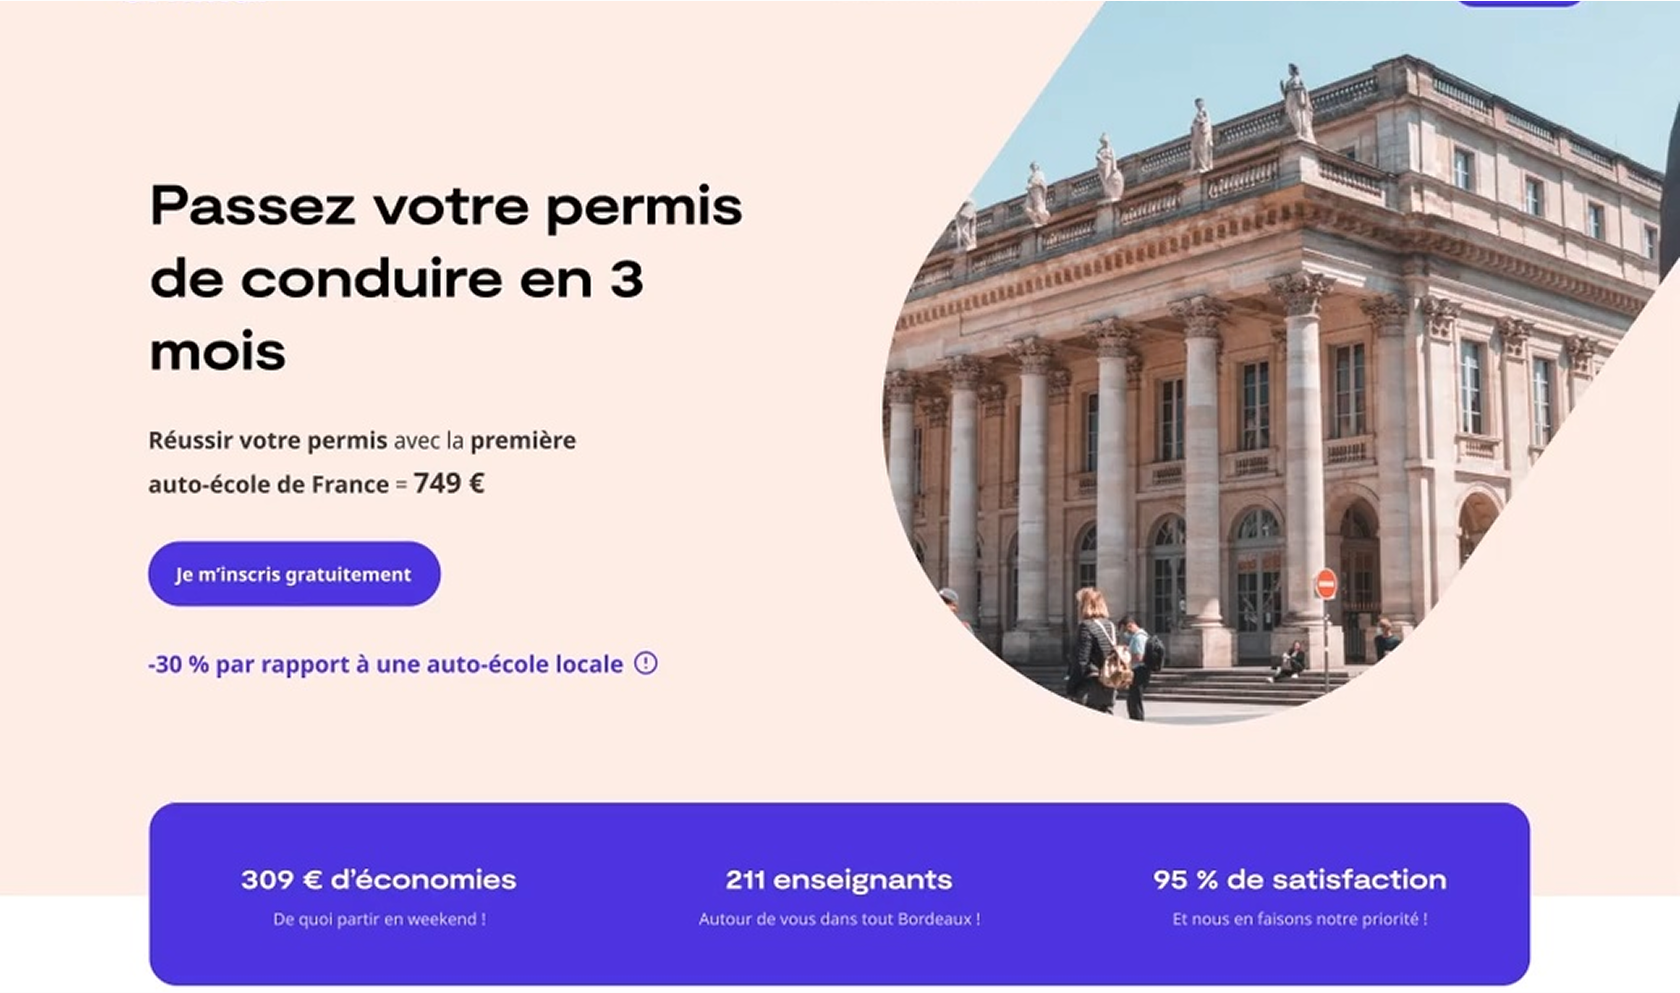 Passez votre permis
de conduire en 3
mois
Réussir votre permis avec la première
auto-école de France = 749 €
Je m’inscris gratuitement
-30 % par rapport à une auto-école locale
309 € d’économies
De quoi partir en weekend !
211 enseignants
Autour de vous dans tout Bordeaux !
95 % de satisfaction
Et nous en faisons notre priorité !